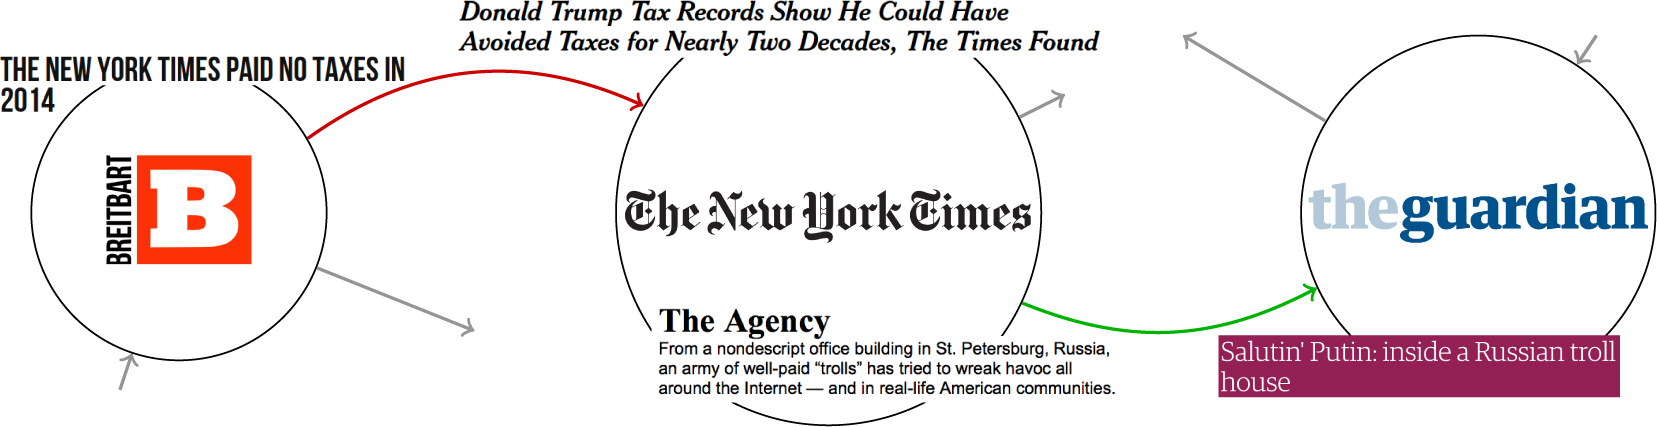 Donald Trump Tax Records Show He Could Have
Avoided Taxes for Nearly Two Decades, The Times Found
THE NEW YORK TIMES PAID NO TAXES IN
2014
BREITBART
B
The New York Times
theguardian
The Agency
From a nondescript office building in St. Petersburg, Russia,
an army of well-paid “trolls” has tried to wreak havoc all
around the Internet — and in real-life American communities.
Salutin' Putin: inside a Russian troll
house